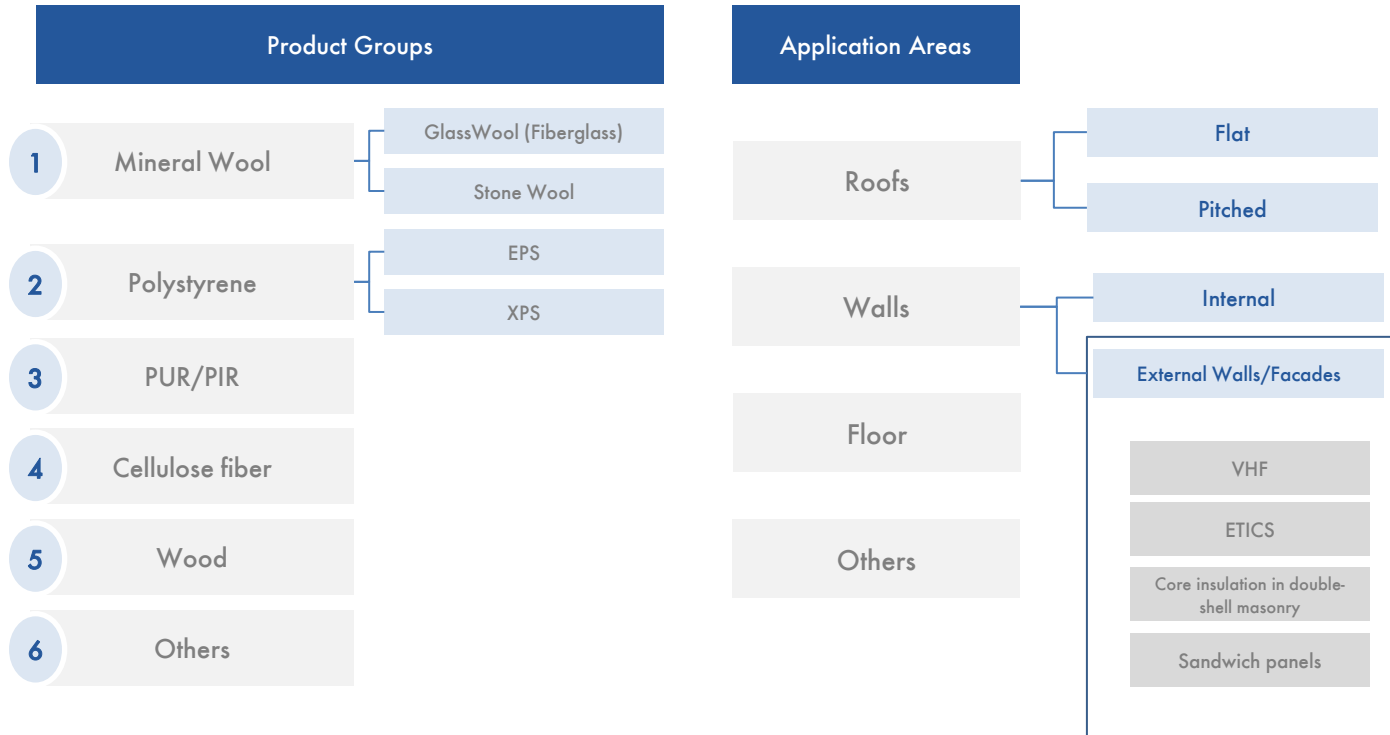 Product Groups
Application Areas
1
Mineral Wool
GlassWool (Fiberglass)
Stone Wool
2
Polystyrene
EPS
XPS
3
PUR/PIR
4
Cellulose fiber
5
Wood
6
Others
Roofs
Flat
Pitched
Walls
Internal
External Walls/Facades
VHF
ETICS
Core insulation in double-
shell masonry
Sandwich panels
Floor
Others